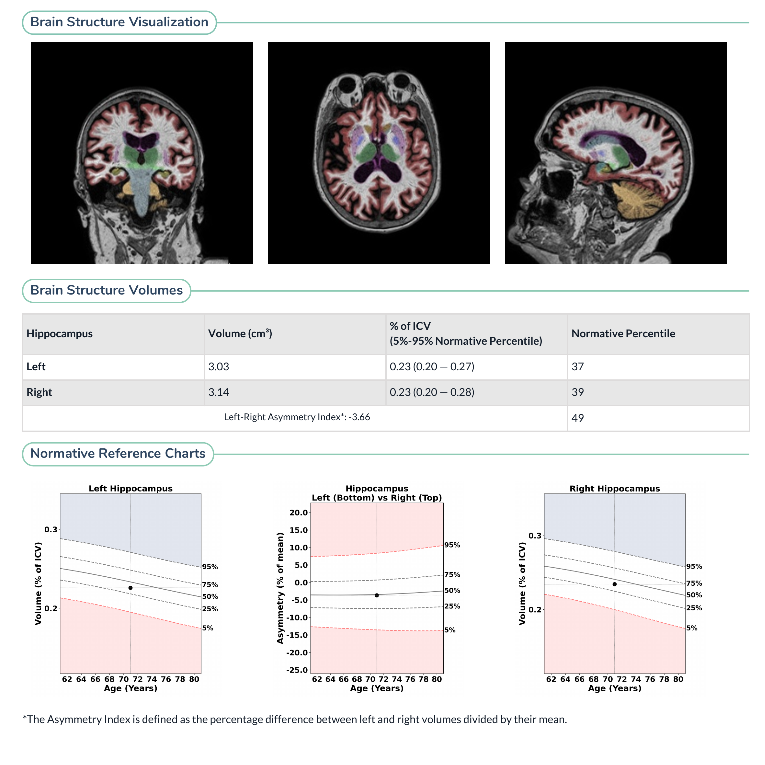 Brain Structure Visualization
Brain Structure Volumes
Hippocampus Volume (cm³) % of ICV (5%-95% Normative Percentile) Normative Percentile
Left 3.03 0.23 (0.20 — 0.27) 37
Right 3.14 0.23 (0.20 — 0.28) 39
Left-Right Asymmetry Index*: -3.66 49
Normative Reference Charts
Left Hippocampus
Volume (% of ICV)
0.3
0.2
95%
75%
50%
25%
5%
62 64 66 68 70 72 74 76 78 80
Age (Years)
Hippocampus
Left (Bottom) vs Right (Top)
Asymmetry (% of mean)
20.0
15.0
10.0
5.0
0.0
-5.0
-10.0
-15.0
-20.0
-25.0
95%
75%
50%
25%
5%
62 64 66 68 70 72 74 76 78 80
Age (Years)
Right Hippocampus
Volume (% of ICV)
0.3
0.2
95%
75%
50%
25%
5%
62 64 66 68 70 72 74 76 78 80
Age (Years)
*The Asymmetry Index is defined as the percentage difference between left and right volumes divided by their mean.